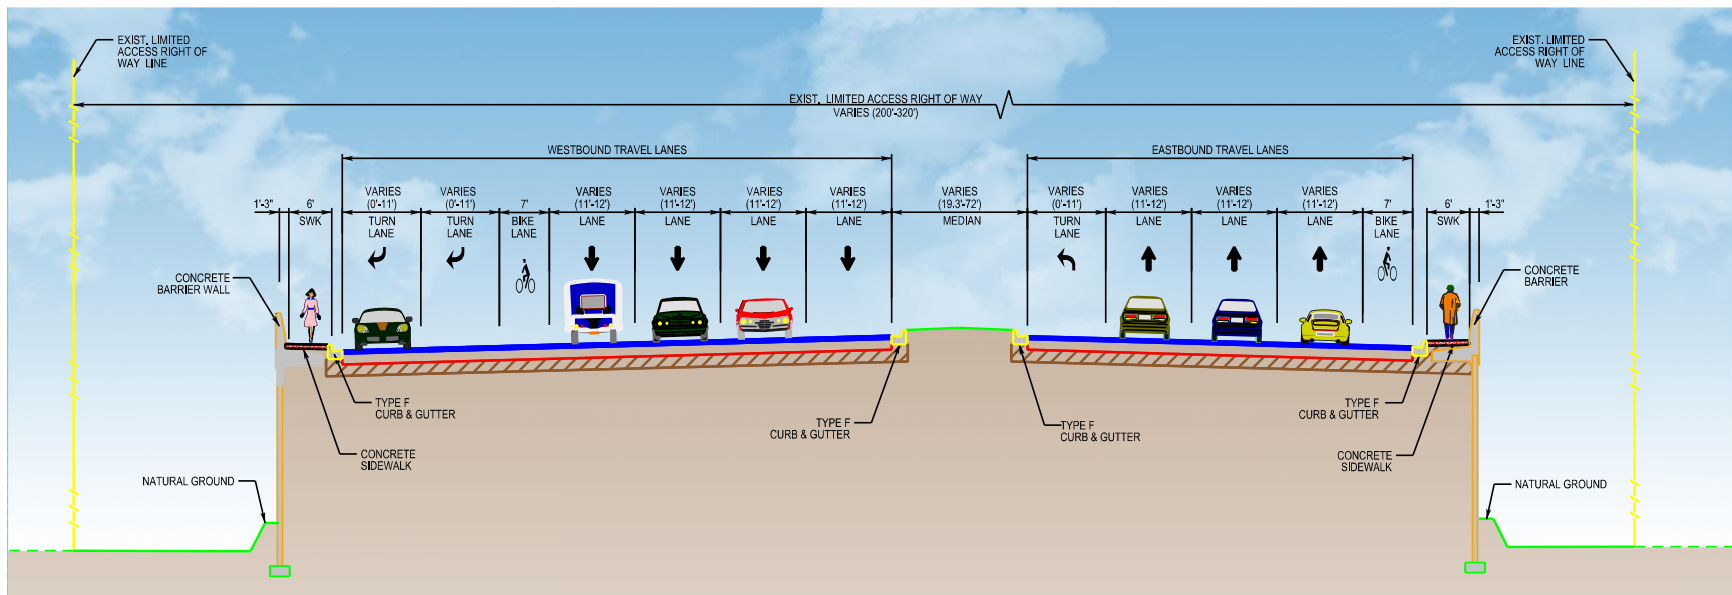 EXIST. LIMITED
ACCESS RIGHT OF
WAY LINE
EXIST. LIMITED
ACCESS RIGHT OF
WAY LINE
EXIST. LIMITED ACCESS RIGHT OF WAY
VARIES (200'-320')
WESTBOUND TRAVEL LANES
EASTBOUND TRAVEL LANES
1'-3"
6'
SWK
VARIES
(0'-11')
TURN
LANE
VARIES
(0'-11')
TURN
LANE
7'
BIKE
LANE
VARIES
(11'-12')
LANE
VARIES
(11'-12')
LANE
VARIES
(11'-12')
LANE
VARIES
(11'-12')
LANE
VARIES
(19.3'-72')
MEDIAN
VARIES
(0'-11')
TURN
LANE
VARIES
(11'-12')
LANE
VARIES
(11'-12')
LANE
VARIES
(11'-12')
LANE
7'
BIKE
LANE
6'
SWK
1'-3"
CONCRETE
BARRIER WALL
CONCRETE
BARRIER
TYPE F
CURB & GUTTER
TYPE F
CURB & GUTTER
TYPE F
CURB & GUTTER
TYPE F
CURB & GUTTER
CONCRETE
SIDEWALK
CONCRETE
SIDEWALK
NATURAL GROUND
NATURAL GROUND